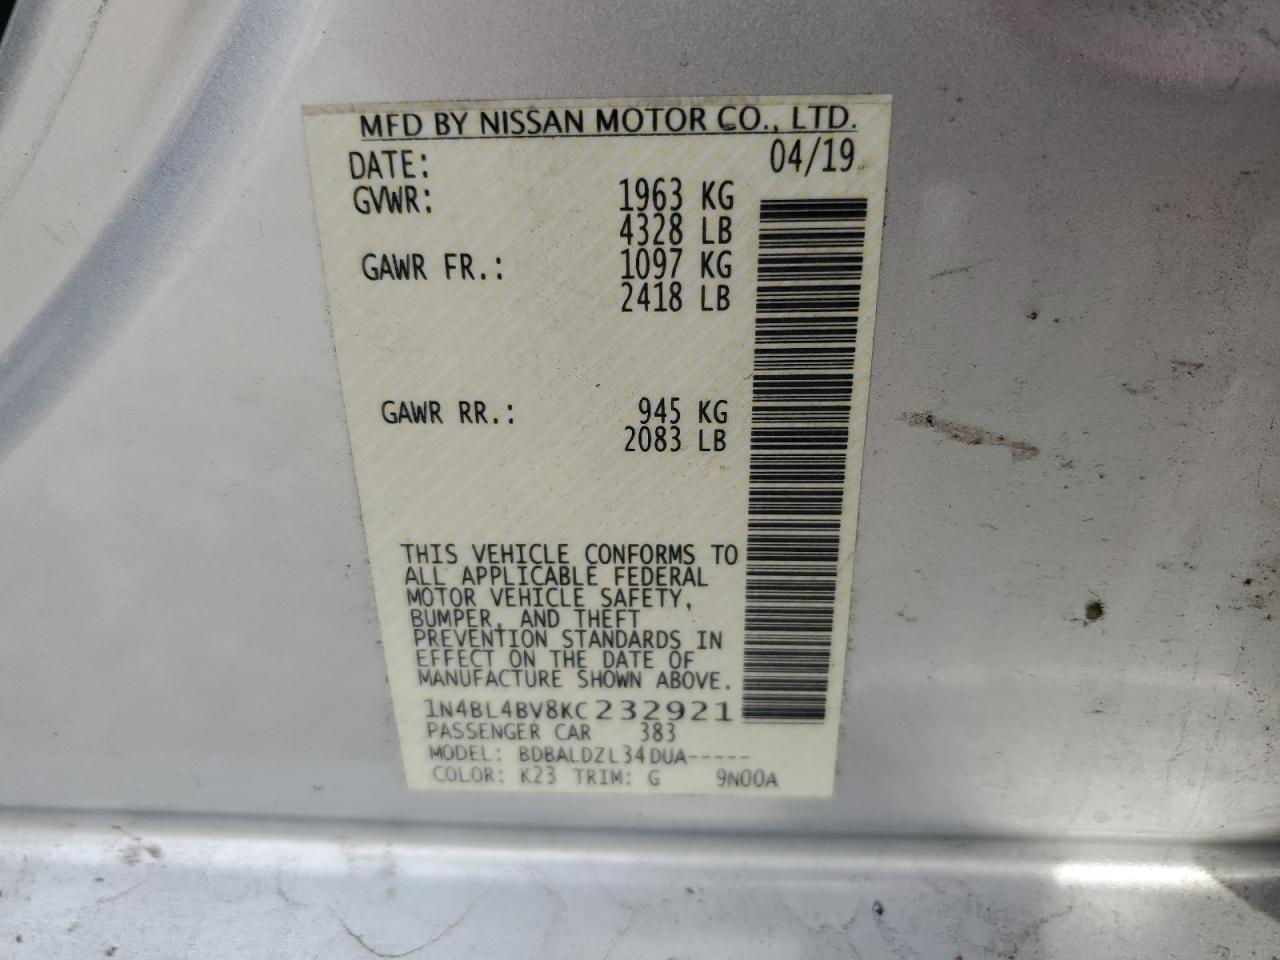 MFD BY NISSAN MOTOR CO., LTD.
DATE: 04/19
GVWR: 1963 KG
4328 LB
GAWR FR.: 1097 KG
2418 LB
GAWR RR.: 945 KG
2083 LB
THIS VEHICLE CONFORMS TO
ALL APPLICABLE FEDERAL
MOTOR VEHICLE SAFETY,
BUMPER, AND THEFT
PREVENTION STANDARDS IN
EFFECT ON THE DATE OF
MANUFACTURE SHOWN ABOVE.
1N4BL4BV8KC232921
PASSENGER CAR 383
MODEL: BDBALDZL34DUA-----
COLOR: K23 TRIM: G 9N00A